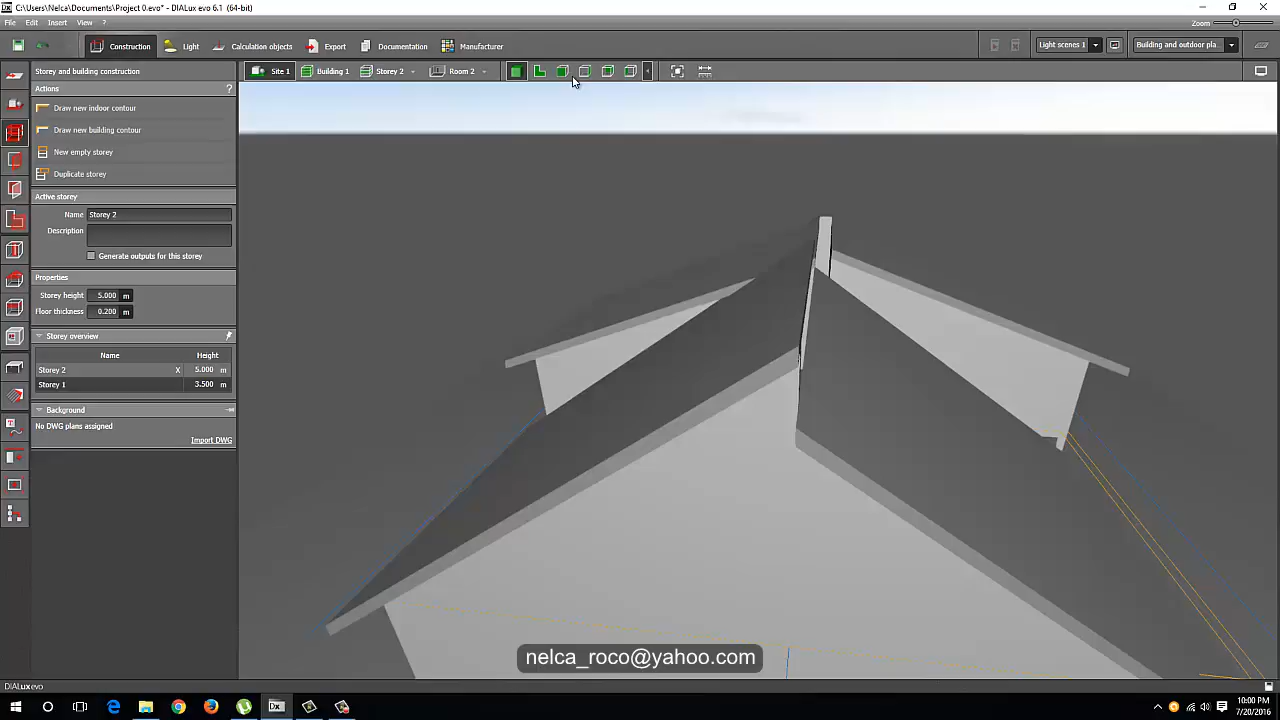 C:\Users\Nelca\Documents\Project 0.evo* - DIALux evo 6.1 (64-bit)
File Edit Insert View ? Zoom
Construction Light Calculation objects Export Documentation Manufacturer Light scenes 1 Building and outdoor pla...
Storey and building construction Site 1 Building 1 Storey 2 Room 2
Actions ?
Draw new indoor contour
Draw new building contour
New empty storey
Duplicate storey
Active storey
Name Storey 2
Description
Generate outputs for this storey
Properties
Storey height 5.000 m
Floor thickness 0.200 m
Storey overview
Name Height
Storey 2 X 5.000 m
Storey 1 3.500 m
Background
No DWG plans assigned
Import DWG
nelca_roco@yahoo.com
DIALux evo
Dx
10:00 PM
7/20/2016